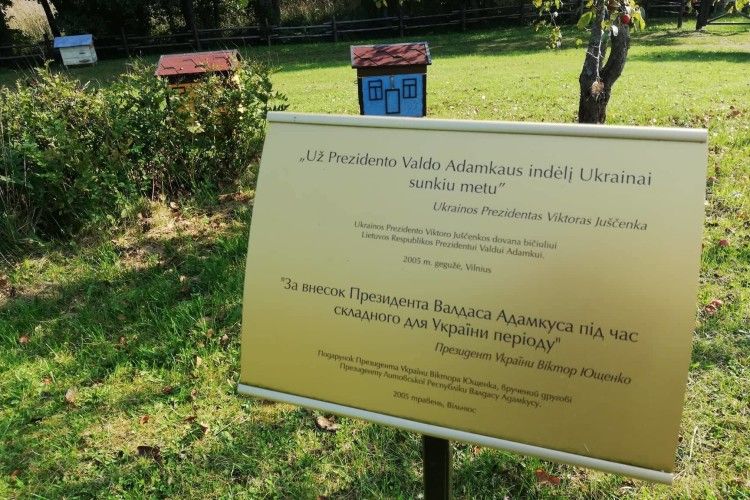 „Už Prezidento Valdo Adamkaus indėlį Ukrainai
sunkiu metu”
Ukrainos Prezidentas Viktoras Juščenka
Ukrainos Prezidento Viktoro Juščenkos dovana bičiuliui
Lietuvos Respublikos Prezidentui Valdui Adamkui.
2005 m. gegužė, Vilnius
"За внесок Президента Валдаса Адамкуса під час
складного для України періоду"
Президент України Віктор Ющенко
Подарунок Президента України Віктора Ющенка, врученой другові
Президенту Литовської Республіки Валдасу Адамкусу.
2005 травень, Вільнюс